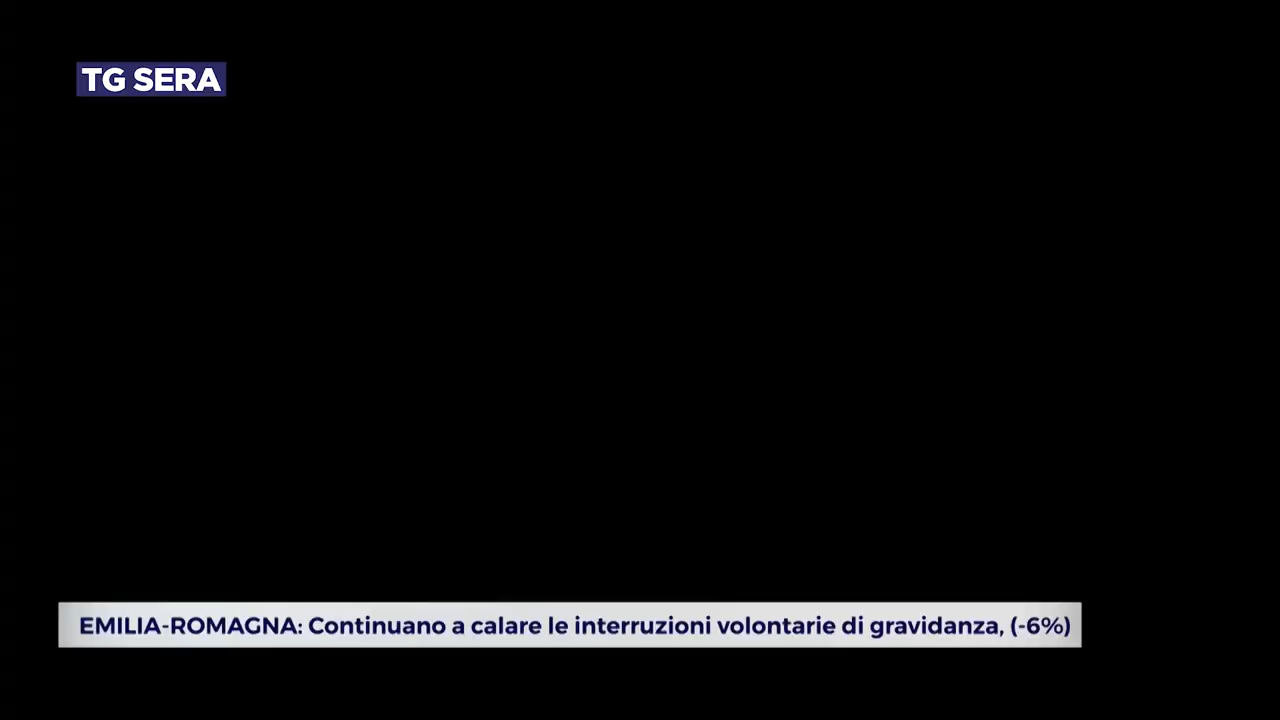 TG SERA
EMILIA-ROMAGNA: Continuano a calare le interruzioni volontarie di gravidanza, (-6%)